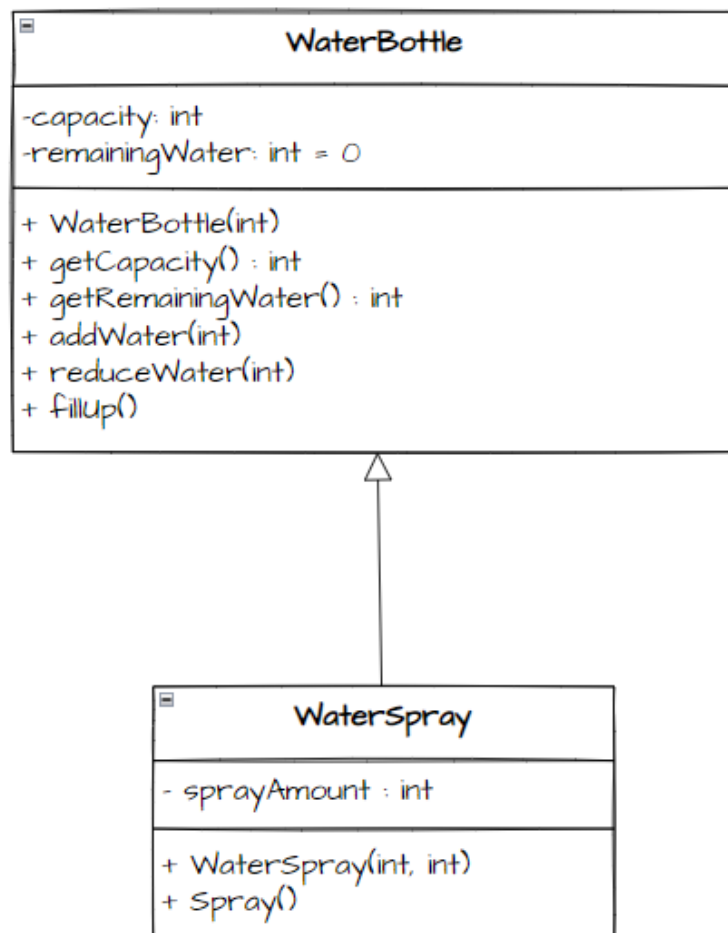 WaterBottle
-capacity: int
-remainingWater: int = 0
+ WaterBottle(int)
+ getCapacity() : int
+ getRemainingWater() : int
+ addWater(int)
+ reduceWater(int)
+ fillUp()
WaterSpray
- sprayAmount : int
+ WaterSpray(int, int)
+ Spray()